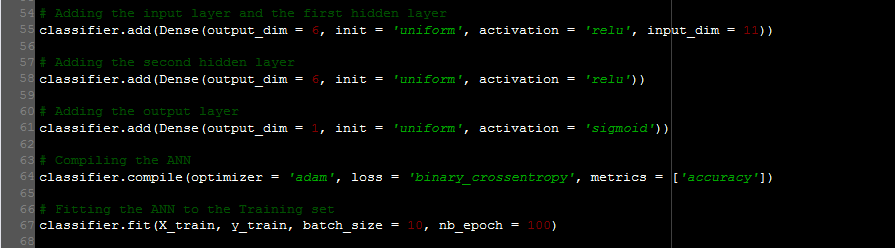 54 # Adding the input layer and the first hidden layer
55 classifier.add(Dense(output_dim = 6, init = 'uniform', activation = 'relu', input_dim = 11))
56
57 # Adding the second hidden layer
58 classifier.add(Dense(output_dim = 6, init = 'uniform', activation = 'relu'))
59
60 # Adding the output layer
61 classifier.add(Dense(output_dim = 1, init = 'uniform', activation = 'sigmoid'))
62
63 # Compiling the ANN
64 classifier.compile(optimizer = 'adam', loss = 'binary_crossentropy', metrics = ['accuracy'])
65
66 # Fitting the ANN to the Training set
67 classifier.fit(X_train, y_train, batch_size = 10, nb_epoch = 100)
68